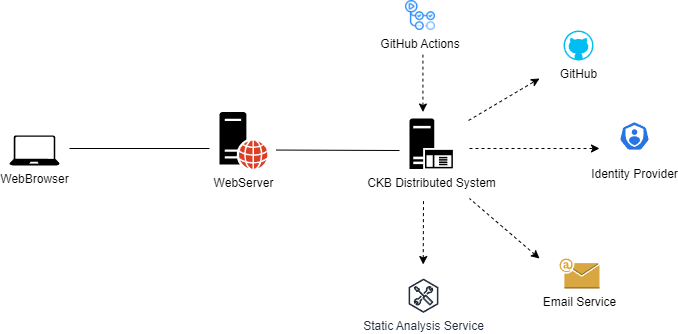 GitHub Actions
GitHub
WebBrowser
WebServer
CKB Distributed System
Identity Provider
@
Email Service
Static Analysis Service